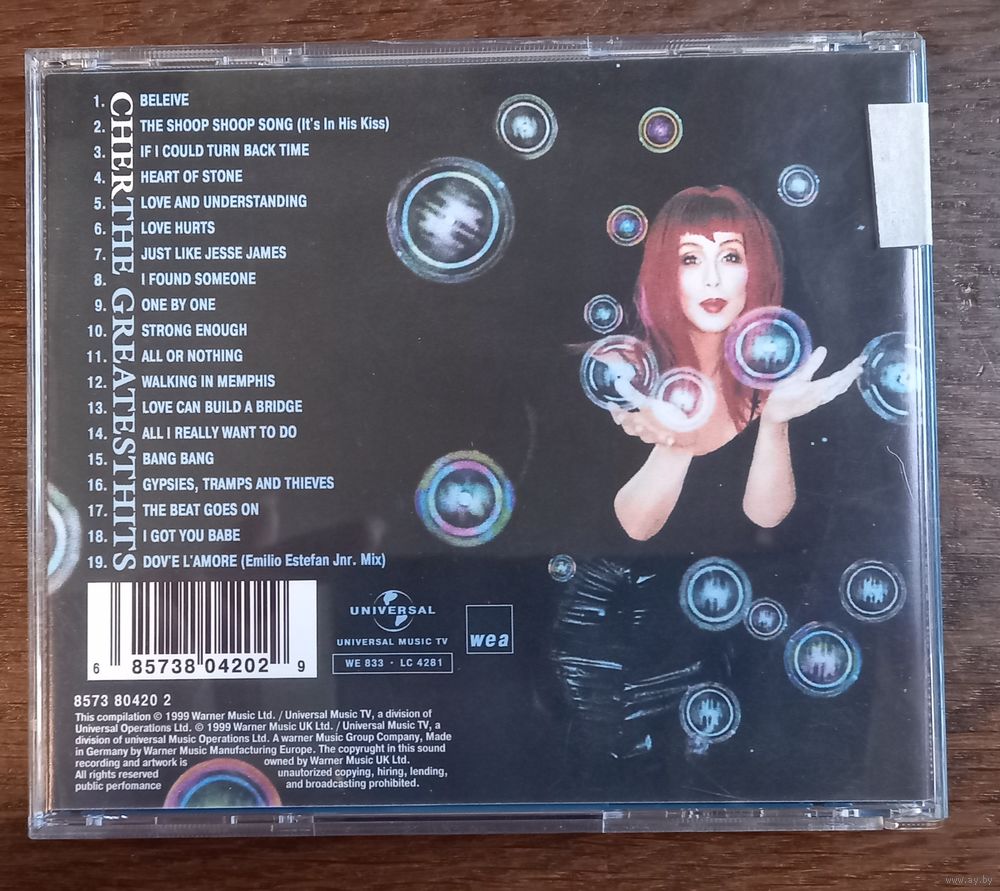 1. BELEIVE
2. THE SHOOP SHOOP SONG (It's In His Kiss)
3. IF I COULD TURN BACK TIME
4. HEART OF STONE
5. LOVE AND UNDERSTANDING
6. LOVE HURTS
7. JUST LIKE JESSE JAMES
8. I FOUND SOMEONE
9. ONE BY ONE
10. STRONG ENOUGH
11. ALL OR NOTHING
12. WALKING IN MEMPHIS
13. LOVE CAN BUILD A BRIDGE
14. ALL I REALLY WANT TO DO
15. BANG BANG
16. GYPSIES, TRAMPS AND THIEVES
17. THE BEAT GOES ON
18. I GOT YOU BABE
19. DOV'E L'AMORE (Emilio Estefan Jnr. Mix)
CHERTHE GREATESTHITS
6 85738 04202 9
UNIVERSAL
UNIVERSAL MUSIC TV
WE 833 · LC 4281
wea
8573 80420 2
This compilation © 1999 Warner Music Ltd. / Universal Music TV, a division of
Universal Operations Ltd. © 1999 Warner Music UK Ltd. / Universal Music TV, a
division of universal Music Operations Ltd. A warner Music Group Company, Made
in Germany by Warner Music Manufacturing Europe. The copyright in this sound
recording and artwork is owned by Warner Music UK Ltd.
All rights reserved unautorized copying, hiring, lending,
public perfomance and broadcasting prohibited.
www.ay.by